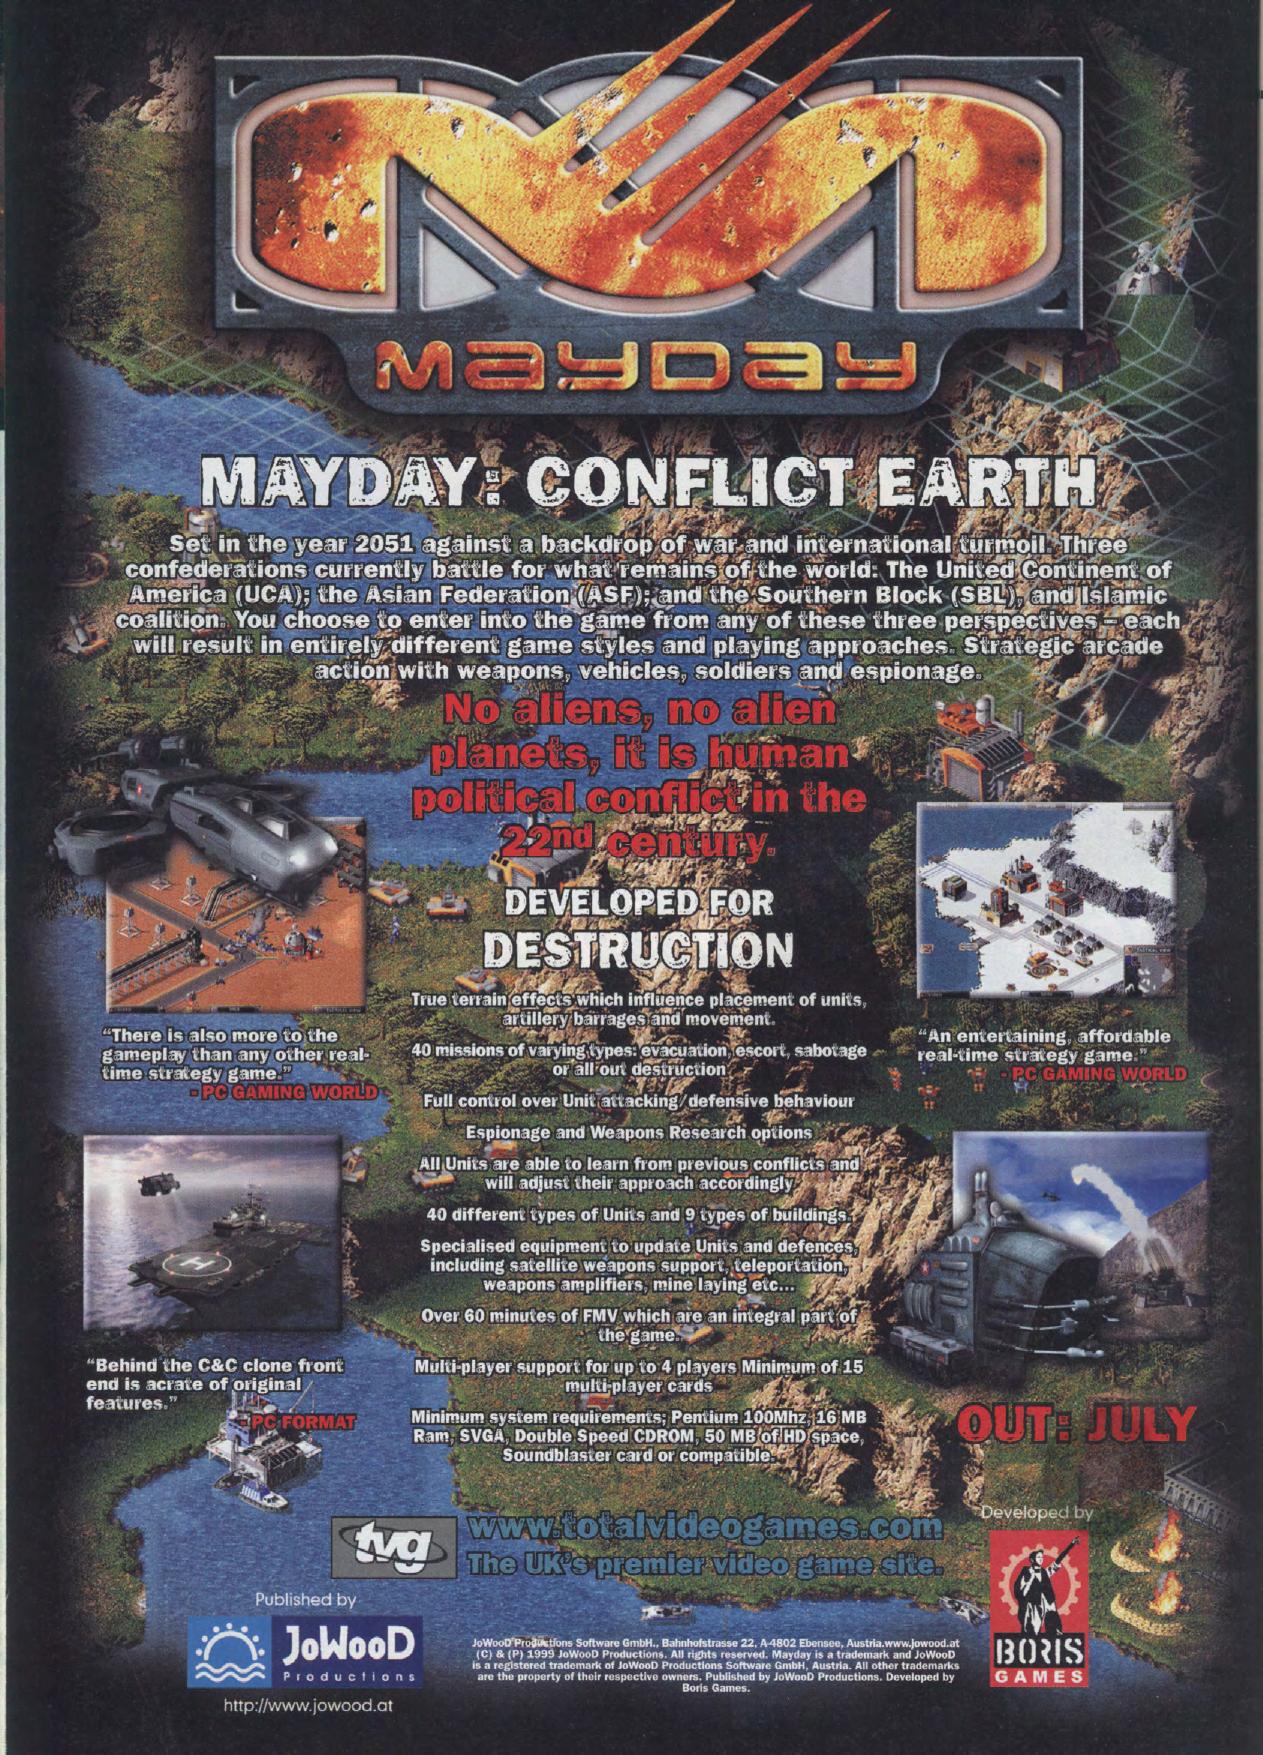 MAYDAY
MAYDAY: CONFLICT EARTH
Set in the year 2051 against a backdrop of war and international turmoil. Three
confederations currently battle for what remains of the world: The United Continent of
America (UCA); the Asian Federation (ASF); and the Southern Block (SBL), and Islamic
coalition. You choose to enter into the game from any of these three perspectives – each
will result in entirely different game styles and playing approaches. Strategic arcade
action with weapons, vehicles, soldiers and espionage.
No aliens, no alien
planets, it is human
political conflict in the
22nd century.
DEVELOPED FOR
DESTRUCTION
True terrain effects which influence placement of units,
artillery barrages and movement.
40 missions of varying types: evacuation, escort, sabotage
or all out destruction
Full control over Unit attacking/defensive behaviour
Espionage and Weapons Research options
All Units are able to learn from previous conflicts and
will adjust their approach accordingly
40 different types of Units and 9 types of buildings.
Specialised equipment to update Units and defences,
including satellite weapons support, teleportation,
weapons amplifiers, mine laying etc...
Over 60 minutes of FMV which are an integral part of
the game.
Multi-player support for up to 4 players Minimum of 15
multi-player cards
Minimum system requirements; Pentium 100Mhz, 16 MB
Ram, SVGA, Double Speed CDROM, 50 MB of HD space,
Soundblaster card or compatible.
"There is also more to the
gameplay than any other real-
time strategy game."
- PC GAMING WORLD
"An entertaining, affordable
real-time strategy game."
- PC GAMING WORLD
H
"Behind the C&C clone front
end is acrate of original
features."
- PC FORMAT
OUT: JULY
tvg
www.totalvideogames.com
The UK's premier video game site.
Developed by
BORIS
GAMES
Published by
JoWooD
Productions
http://www.jowood.at
JoWooD Productions Software GmbH., Bahnhofstrasse 22, A-4802 Ebensee, Austria.www.jowood.at
(C) & (P) 1999 JoWooD Productions. All rights reserved. Mayday is a trademark and JoWooD
is a registered trademark of JoWooD Productions Software GmbH, Austria. All other trademarks
are the property of their respective owners. Published by JoWooD Productions. Developed by
Boris Games.